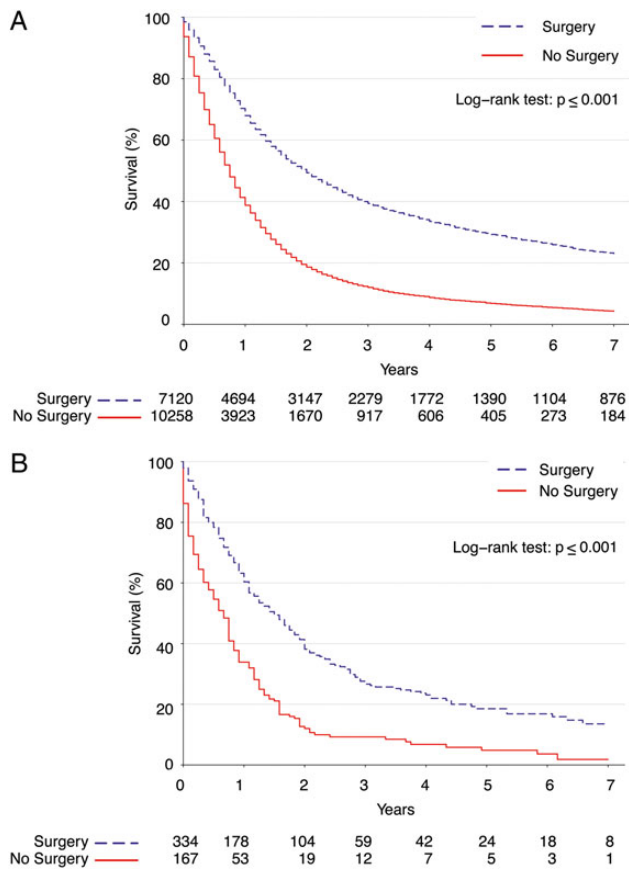 A
100
80
60
40
20
0
Survival (%)
Surgery
No Surgery
Log-rank test: p ≤ 0.001
0 1 2 3 4 5 6 7
Years
Surgery 7120 4694 3147 2279 1772 1390 1104 876
No Surgery 10258 3923 1670 917 606 405 273 184
B
100
80
60
40
20
0
Survival (%)
Surgery
No Surgery
Log-rank test: p ≤ 0.001
0 1 2 3 4 5 6 7
Years
Surgery 334 178 104 59 42 24 18 8
No Surgery 167 53 19 12 7 5 3 1